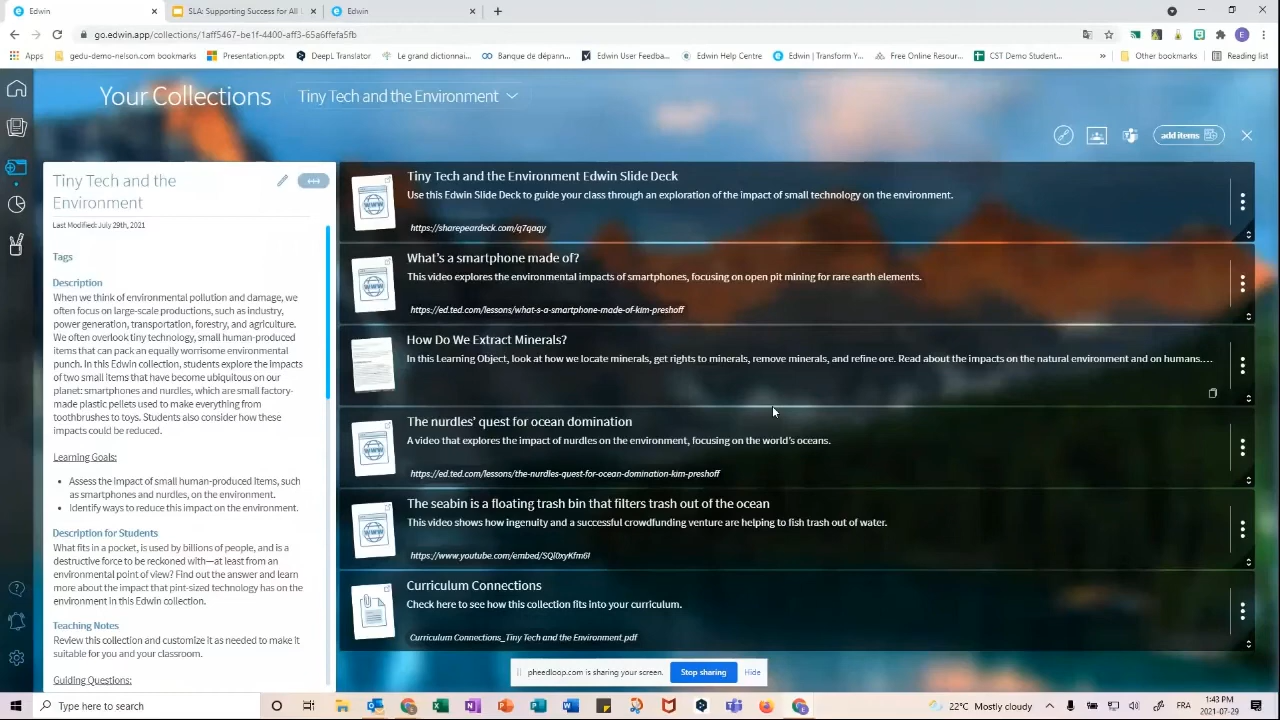 Edwin
SLA: Supporting Success for All
Edwin
go.edwin.app/collections/1aff5467-be1f-4400-aff3-65a6ffefa5fb
Apps
gedu-dmo-nelson.com bookmarks
Presentation.pptx
DeepL Translator
Le grand dictionnai...
Banque de dépann...
Edwin User Feedba...
Edwin Help Centre
Edwin | Transform Y...
Free Online Resour...
CST Demo Student...
»
Other bookmarks
Reading list
Your Collections
Tiny Tech and the Environment
add items
Tiny Tech and the
Environment
Last Modified: July 29th, 2021
Tags
Description
When we think of environmental pollution and damage, we
often focus on large-scale productions, such as industry,
power generation, transportation, forestry, and agriculture.
We often overlook tiny technology, small human-produced
items that can pack an equally worrisome environmental
punch. In this Edwin collection, students explore the impacts
of two small items that have become ubiquitous on our
planet: smartphones and nurdles, which are small factory-
made plastic pellets used to make everything from
toothbrushes to toys. Students also consider how these
impacts could be reduced.
Learning Goals:
• Assess the impact of small human-produced items, such
as smartphones and nurdles, on the environment.
• Identify ways to reduce this impact on the environment.
Description for Students
What fits in a pocket, is used by billions of people, and is a
destructive force to be reckoned with—at least from an
environmental point of view? Find out the answer and learn
more about the impact that pint-sized technology has on the
environment in this Edwin collection.
Teaching Notes
Review this collection and customize it as needed to make it
suitable for you and your classroom.
Guiding Questions:
Tiny Tech and the Environment Edwin Slide Deck
Use this Edwin Slide Deck to guide your class through an exploration of the impact of small technology on the environment.
https://sharepeardeck.com/q7qaqy
What's a smartphone made of?
This video explores the environmental impacts of smartphones, focusing on open pit mining for rare earth elements.
https://ed.ted.com/lessons/what-s-a-smartphone-made-of-kim-preshoff
How Do We Extract Minerals?
In this Learning Object, look at how we locate minerals, get rights to minerals, remove minerals, and refine ore. Read about the impacts on the natural environment and on humans....
The nurdles' quest for ocean domination
A video that explores the impact of nurdles on the environment, focusing on the world's oceans.
https://ed.ted.com/lessons/the-nurdles-quest-for-ocean-domination-kim-preshoff
The seabin is a floating trash bin that filters trash out of the ocean
This video shows how ingenuity and a successful crowdfunding venture are helping to fish trash out of water.
https://www.youtube.com/embed/SQl0xyKfm6I
Curriculum Connections
Check here to see how this collection fits into your curriculum.
Curriculum Connections_Tiny Tech and the Environment.pdf
pheedloop.com is sharing your screen.
Stop sharing
Hide
Type here to search
22°C Mostly cloudy
FRA
1:43 PM
2021-07-29